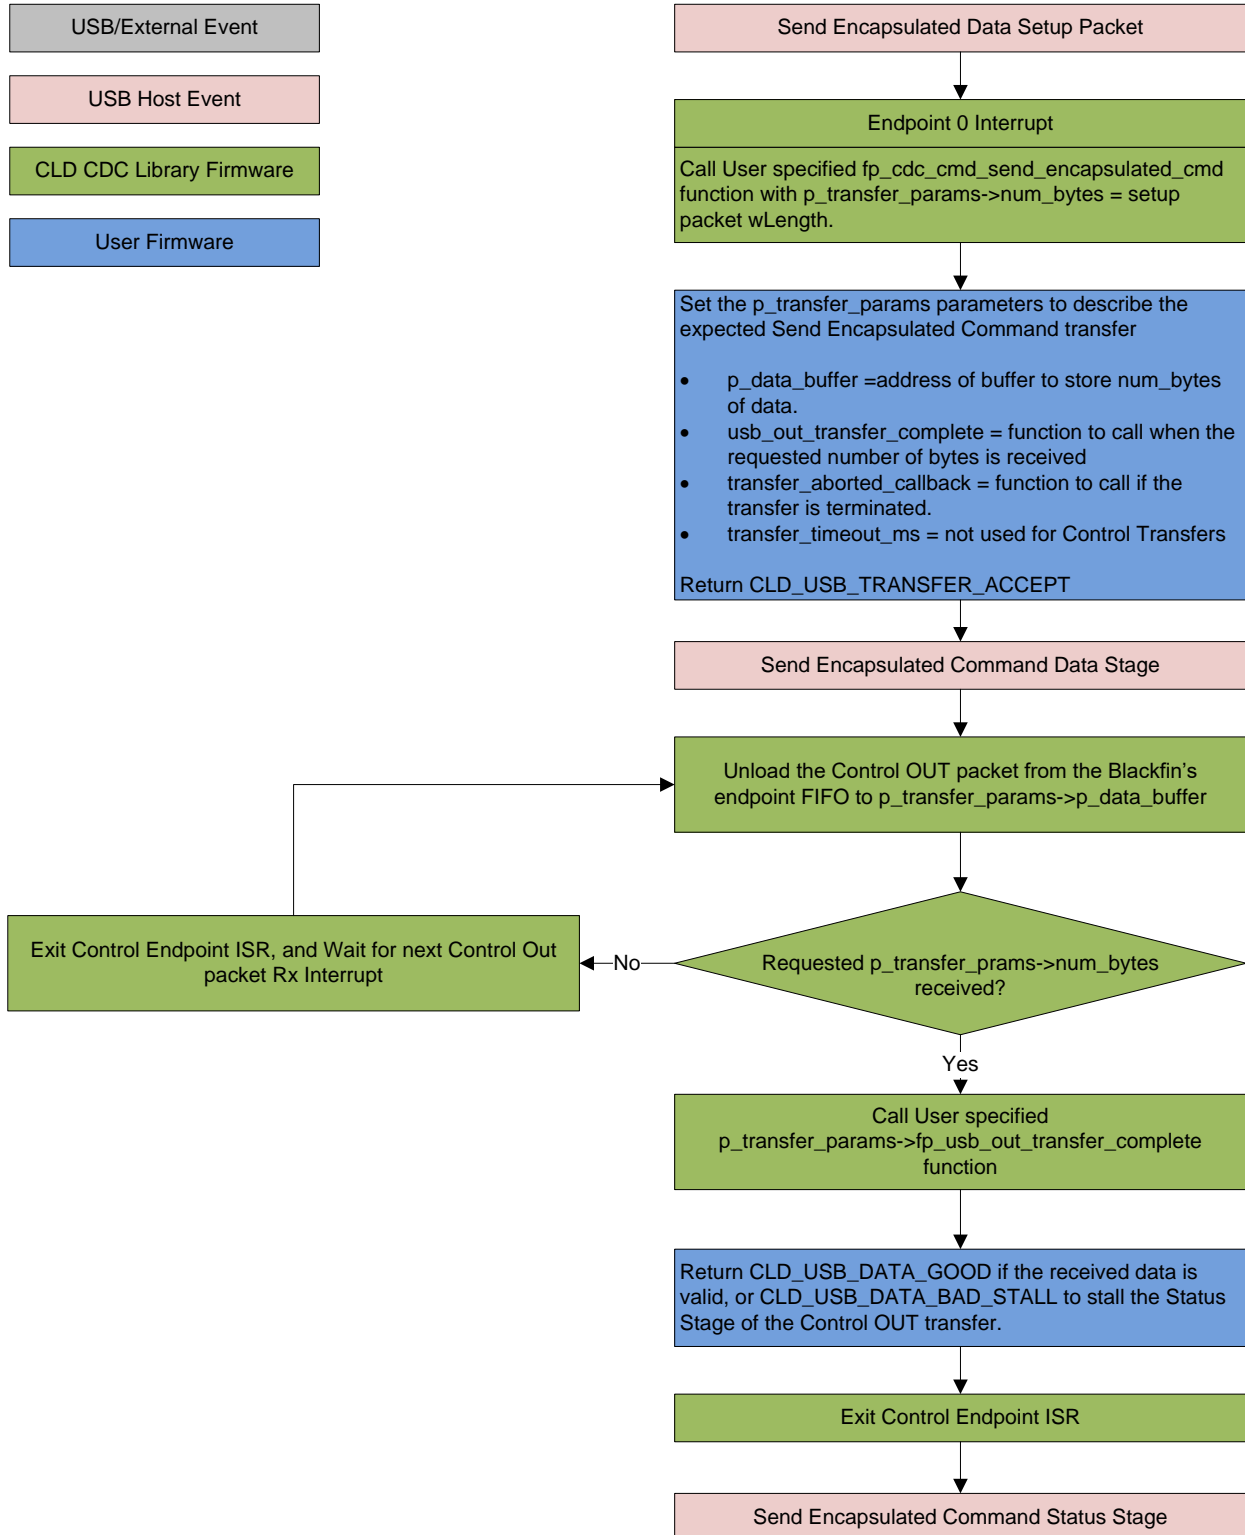 USB/External Event
USB Host Event
CLD CDC Library Firmware
User Firmware
Send Encapsulated Data Setup Packet
Endpoint 0 Interrupt
Call User specified fp_cdc_cmd_send_encapsulated_cmd
function with p_transfer_params->num_bytes = setup
packet wLength.
Set the p_transfer_params parameters to describe the
expected Send Encapsulated Command transfer
• p_data_buffer =address of buffer to store num_bytes
of data.
• usb_out_transfer_complete = function to call when the
requested number of bytes is received
• transfer_aborted_callback = function to call if the
transfer is terminated.
• transfer_timeout_ms = not used for Control Transfers
Return CLD_USB_TRANSFER_ACCEPT
Send Encapsulated Command Data Stage
Unload the Control OUT packet from the Blackfin's
endpoint FIFO to p_transfer_params->p_data_buffer
Exit Control Endpoint ISR, and Wait for next Control Out
packet Rx Interrupt
No
Requested p_transfer_prams->num_bytes
received?
Yes
Call User specified
p_transfer_params->fp_usb_out_transfer_complete
function
Return CLD_USB_DATA_GOOD if the received data is
valid, or CLD_USB_DATA_BAD_STALL to stall the Status
Stage of the Control OUT transfer.
Exit Control Endpoint ISR
Send Encapsulated Command Status Stage